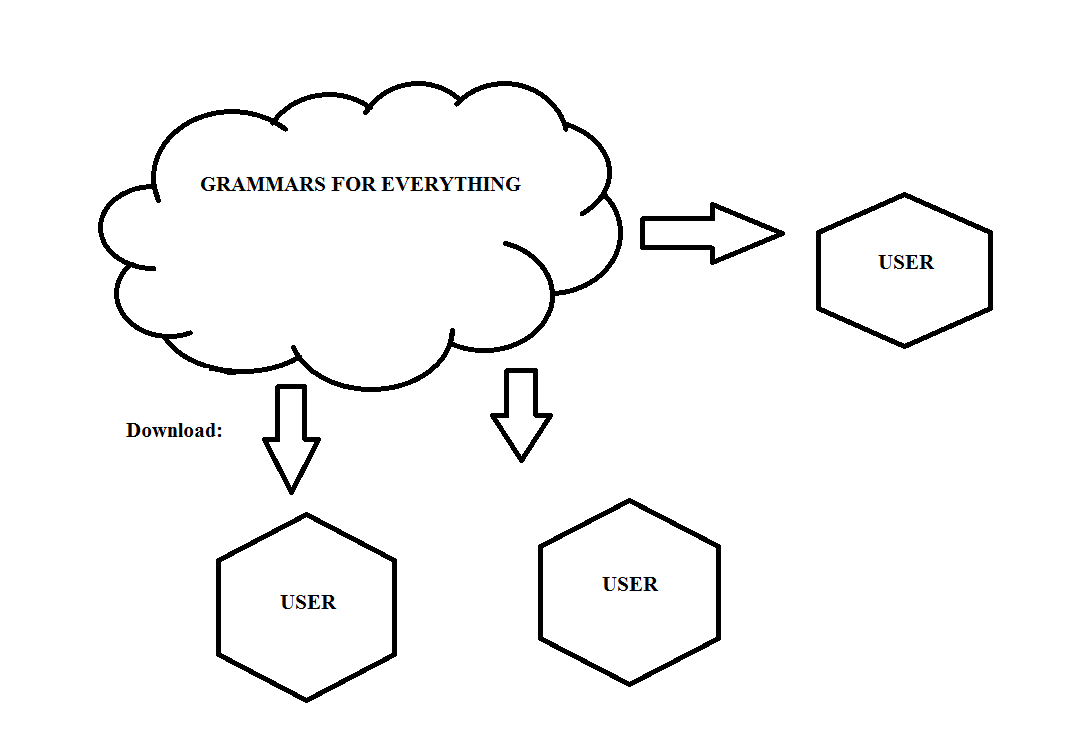 GRAMMARS FOR EVERYTHING
USER
Download:
USER
USER